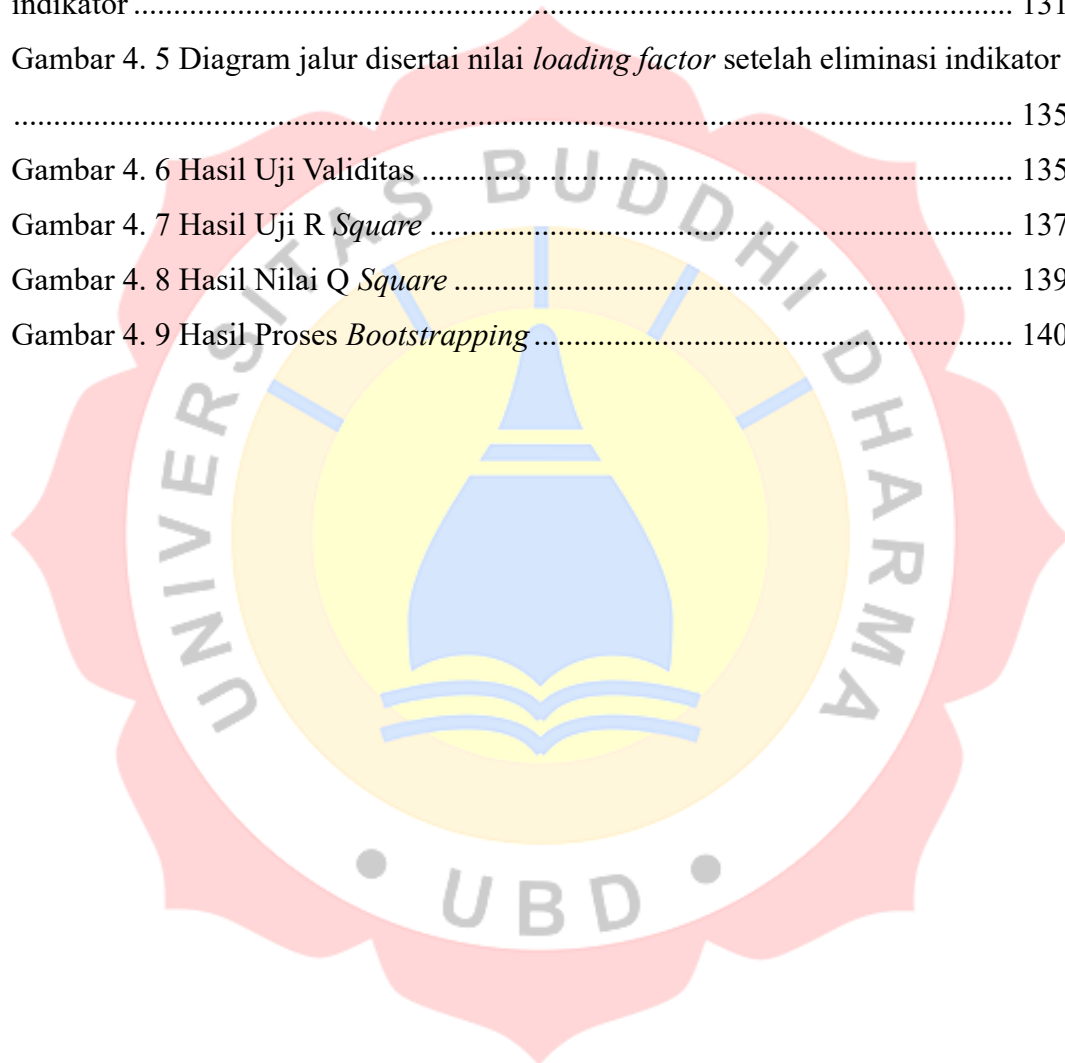 indikator ........................................................................................................... 131
Gambar 4. 5 Diagram jalur disertai nilai loading factor setelah eliminasi indikator
.......................................................................................................................... 135
Gambar 4. 6 Hasil Uji Validitas ......................................................................... 135
Gambar 4. 7 Hasil Uji R Square ........................................................................ 137
Gambar 4. 8 Hasil Nilai Q Square ..................................................................... 139
Gambar 4. 9 Hasil Proses Bootstrapping ........................................................... 140
UNIVERSITAS BUDDHI DHARMA
• UBD •